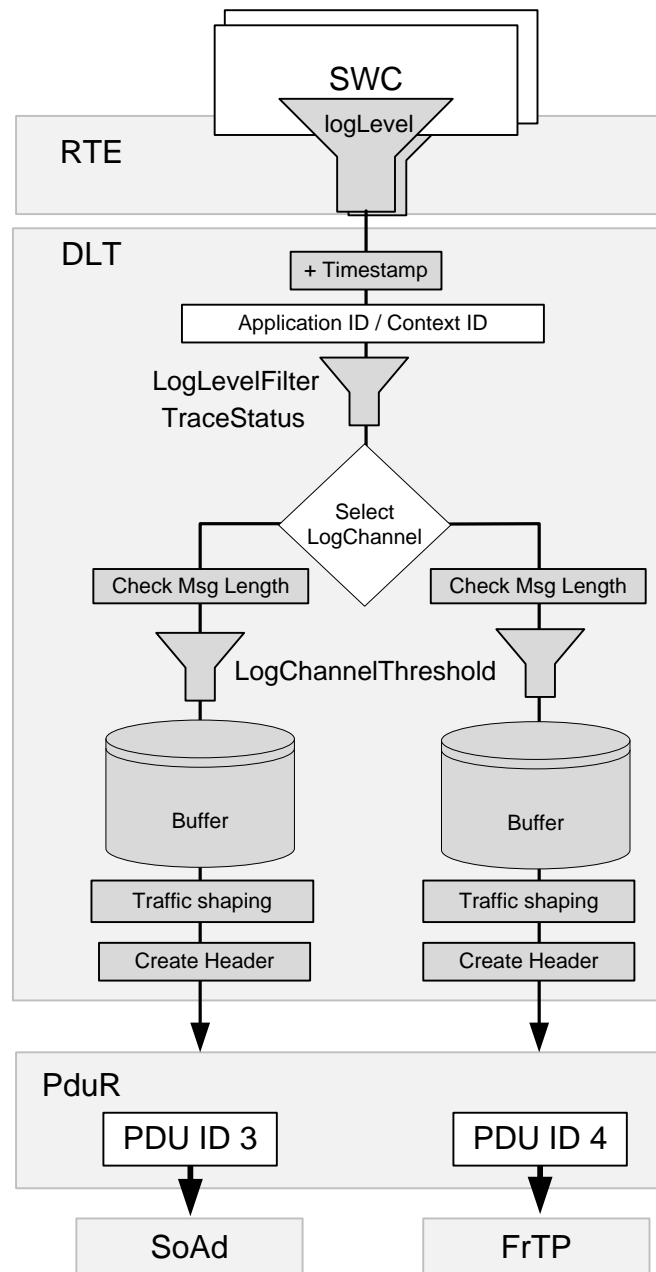 SWC
logLevel
RTE
DLT
+ Timestamp
Application ID / Context ID
LogLevelFilter
TraceStatus
Select
LogChannel
Check Msg Length
Check Msg Length
LogChannelThreshold
Buffer
Buffer
Traffic shaping
Traffic shaping
Create Header
Create Header
PduR
PDU ID 3
PDU ID 4
SoAd
FrTP